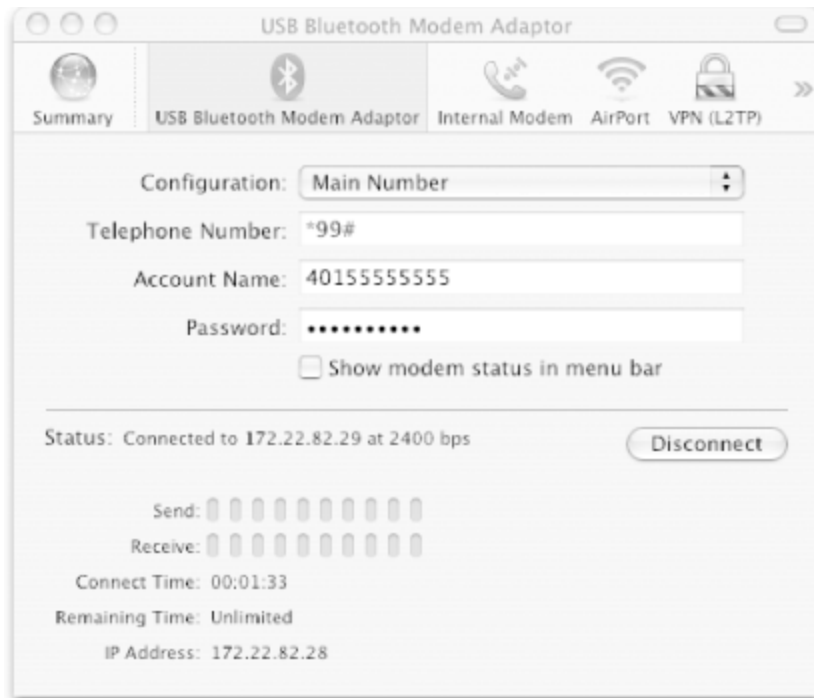 USB Bluetooth Modem Adaptor
Summary USB Bluetooth Modem Adaptor Internal Modem AirPort VPN (L2TP)
Configuration: Main Number
Telephone Number: *99#
Account Name: 40155555555
Password: ••••••••••
Show modem status in menu bar
Status: Connected to 172.22.82.29 at 2400 bps Disconnect
Send:
Receive:
Connect Time: 00:01:33
Remaining Time: Unlimited
IP Address: 172.22.82.28